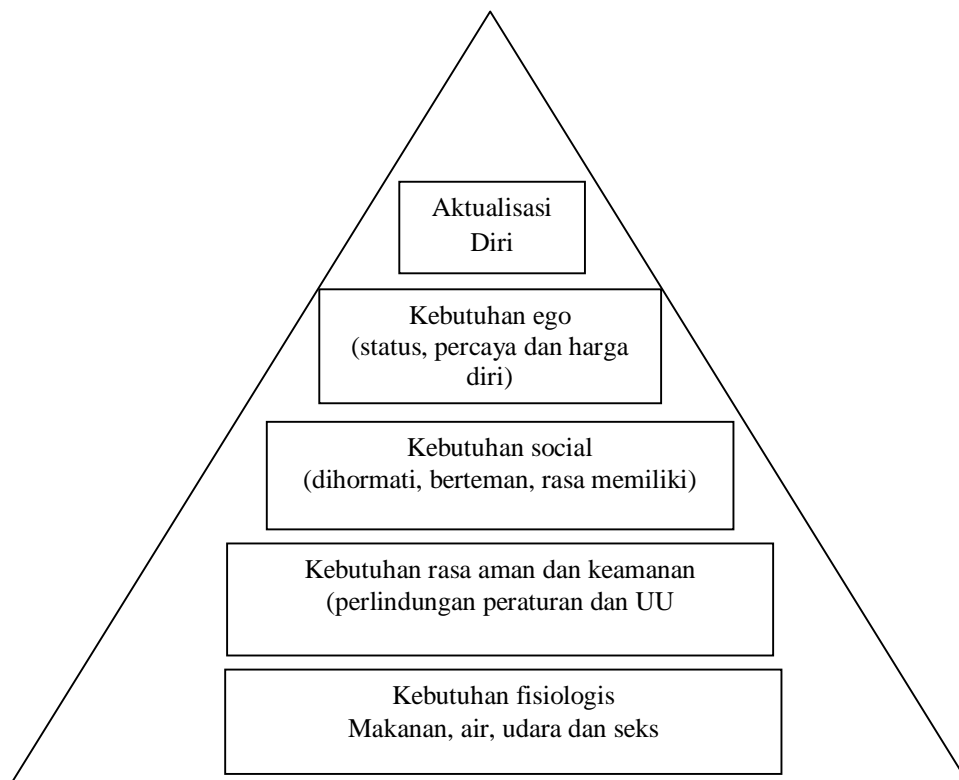 Aktualisasi
Diri
Kebutuhan ego
(status, percaya dan harga
diri)
Kebutuhan social
(dihormati, berteman, rasa memiliki)
Kebutuhan rasa aman dan keamanan
(perlindungan peraturan dan UU
Kebutuhan fisiologis
Makanan, air, udara dan seks